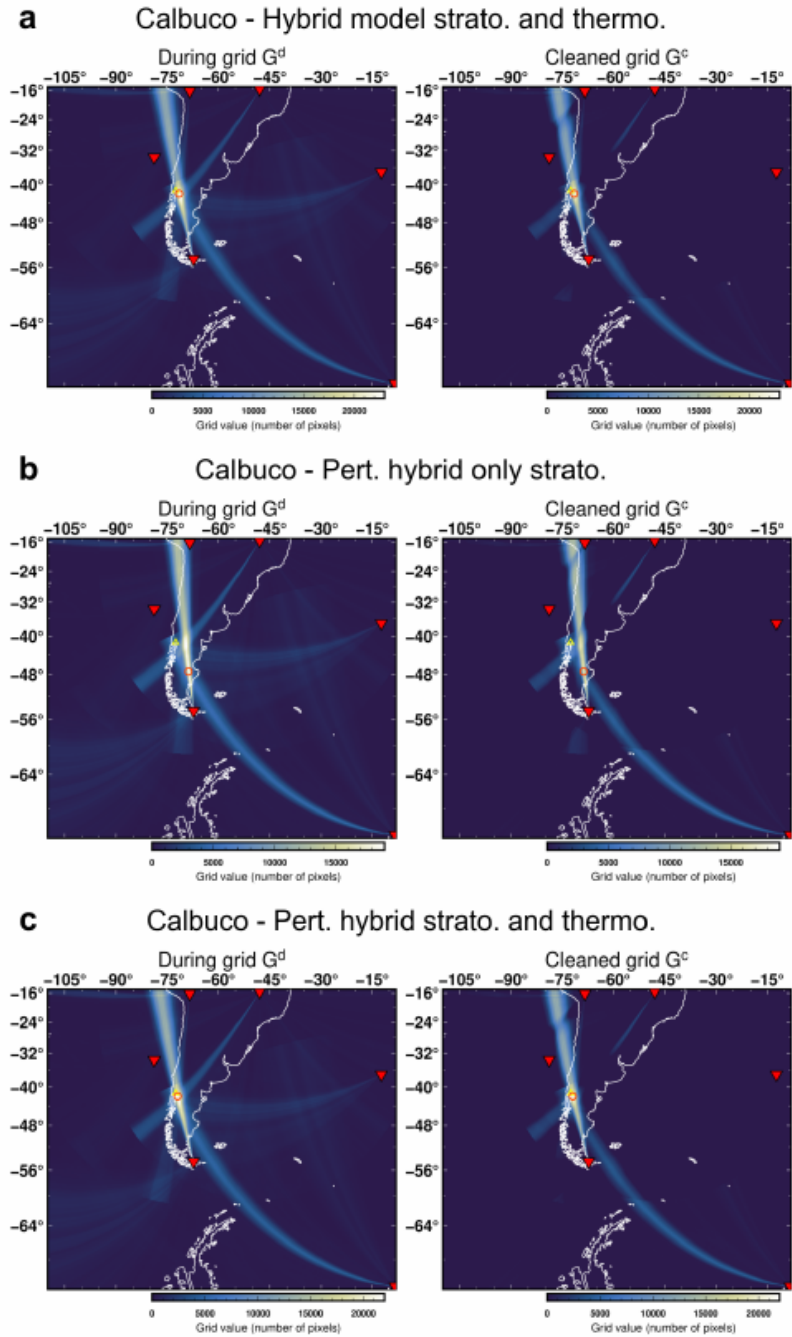 a Calbuco - Hybrid model strato. and thermo.
During grid Gᵈ Cleaned grid Gᶜ
−105° −90° −75° −60° −45° −30° −15° −105° −90° −75° −60° −45° −30° −15°
−16° −16°
−24° −24°
−32° −32°
−40° −40°
−48° −48°
−56° −56°
−64° −64°
0 5000 10000 15000 20000 0 5000 10000 15000 20000
Grid value (number of pixels) Grid value (number of pixels)
b Calbuco - Pert. hybrid only strato.
During grid Gᵈ Cleaned grid Gᶜ
−105° −90° −75° −60° −45° −30° −15° −105° −90° −75° −60° −45° −30° −15°
−16° −16°
−24° −24°
−32° −32°
−40° −40°
−48° −48°
−56° −56°
−64° −64°
0 5000 10000 15000 0 5000 10000 15000
Grid value (number of pixels) Grid value (number of pixels)
c Calbuco - Pert. hybrid strato. and thermo.
During grid Gᵈ Cleaned grid Gᶜ
−105° −90° −75° −60° −45° −30° −15° −105° −90° −75° −60° −45° −30° −15°
−16° −16°
−24° −24°
−32° −32°
−40° −40°
−48° −48°
−56° −56°
−64° −64°
0 5000 10000 15000 20000 0 5000 10000 15000 20000
Grid value (number of pixels) Grid value (number of pixels)